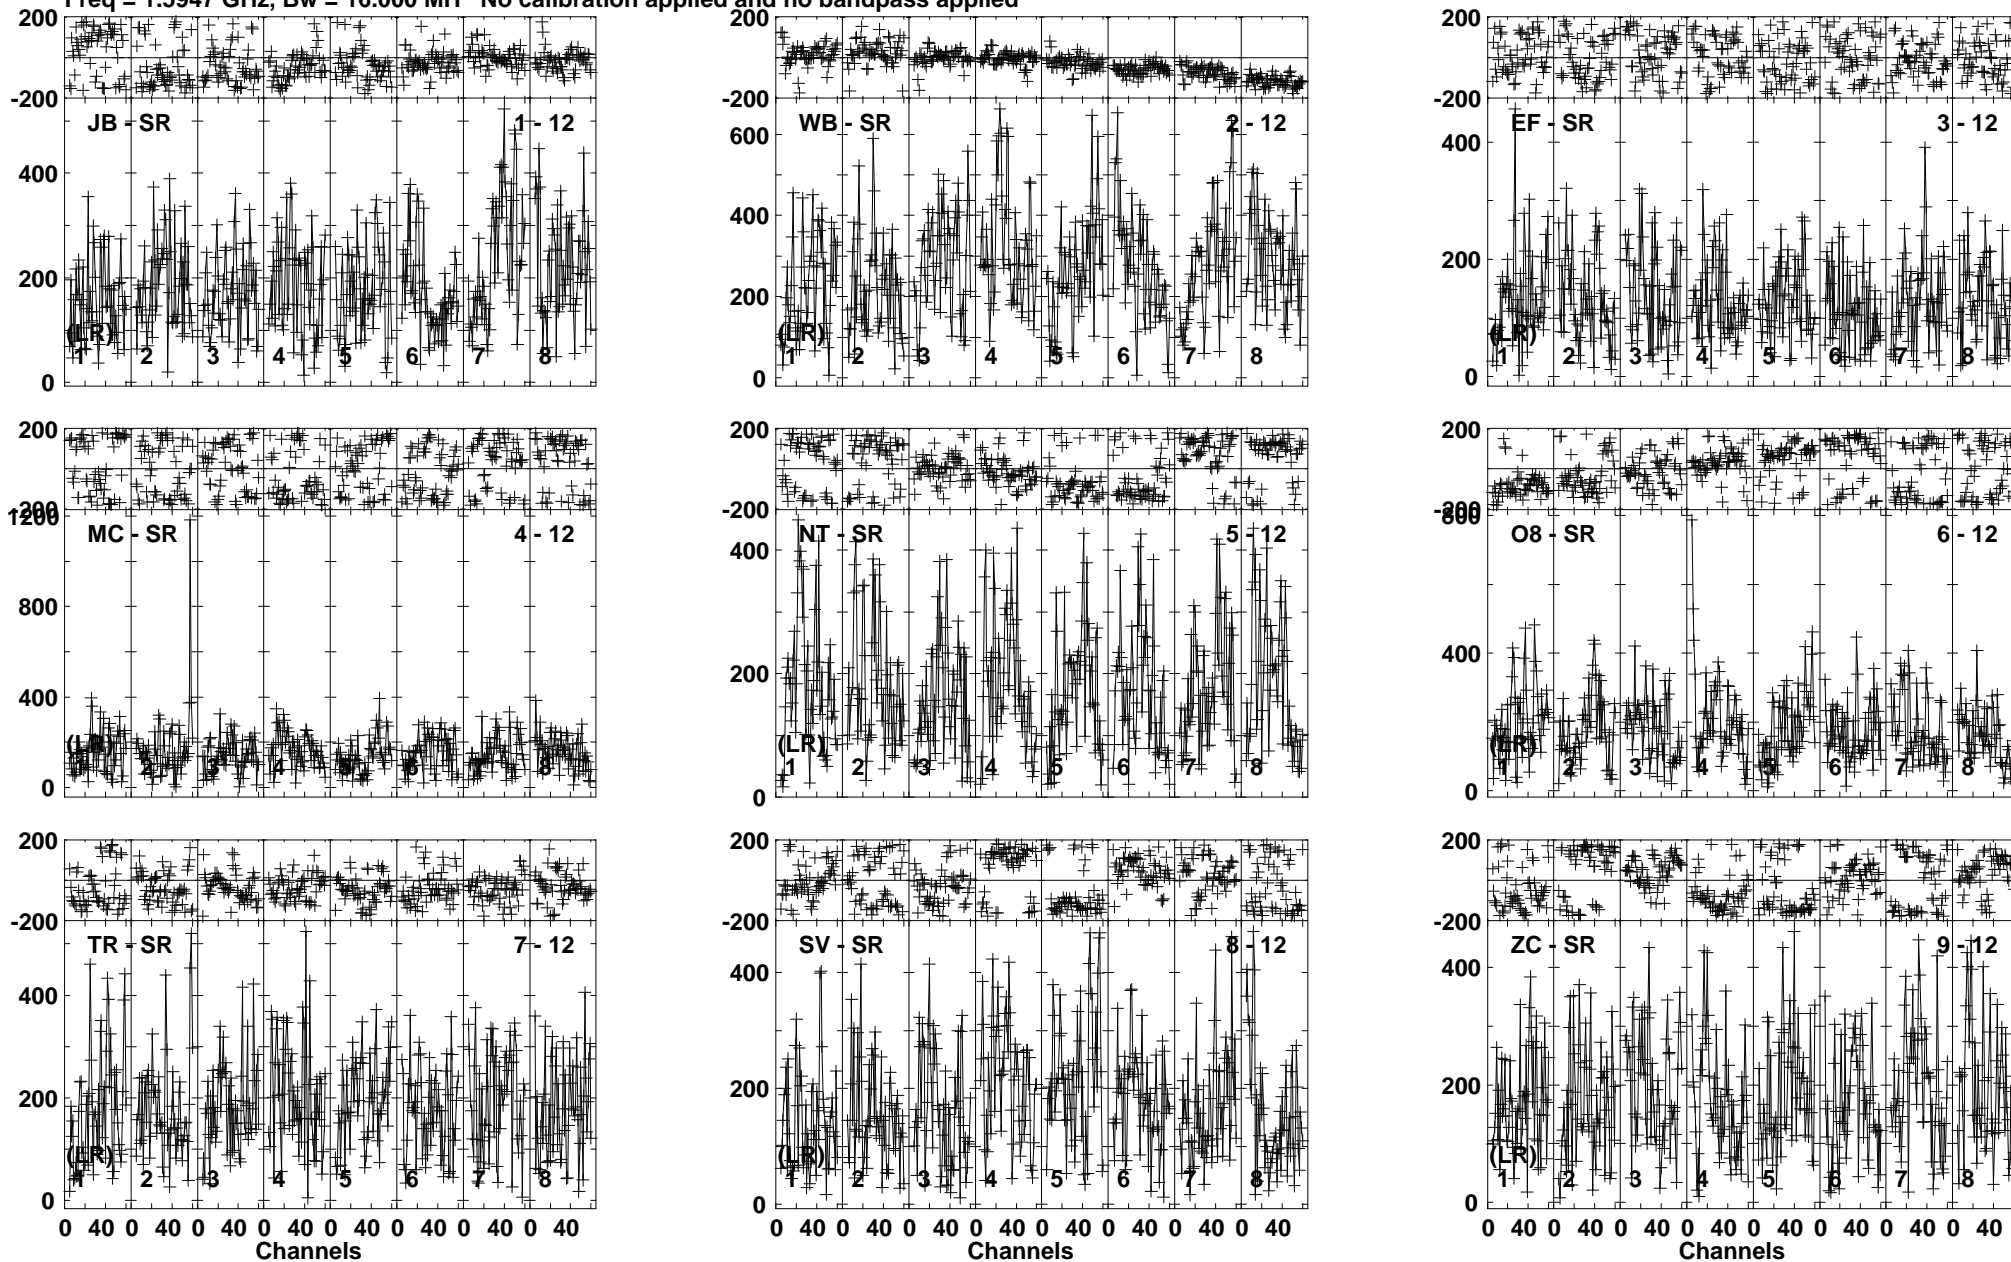 Freq = 1.5947 GHz, Bw = 16.000 MH No calibration applied and no bandpass applied
200 200 200
-200 -200 -200
JB - SR 1 - 12 WB - SR 2 - 12 EF - SR 3 - 12
600
400 400 400
200 200 200
(LR) (LR) (LR)
1 2 3 4 5 6 7 8 1 2 3 4 5 6 7 8 1 2 3 4 5 6 7 8
0 0 0
200 200 200
-200 -200 -200
1200 800
MC - SR 4 - 12 NT - SR 5 - 12 O8 - SR 6 - 12
800 400 400
400 200
(LR) (LR) (LR)
200
1 2 3 4 5 6 7 8 1 2 3 4 5 6 7 8 1 2 3 4 5 6 7 8
0 0 0
200 200 200
-200 -200 -200
TR - SR 7 - 12 SV - SR 8 - 12 ZC - SR 9 - 12
400 400 400
200 200 200
(LR) (LR) (LR)
1 2 3 4 5 6 7 8 1 2 3 4 5 6 7 8 1 2 3 4 5 6 7 8
0 0 0
0 40 0 40 0 40 0 40 0 40 0 40 0 40 0 40 0 40 0 40 0 40 0 40 0 40 0 40 0 40 0 40 0 40 0 40 0 40 0 40 0 40 0 40 0 40 0 40
Channels Channels Channels